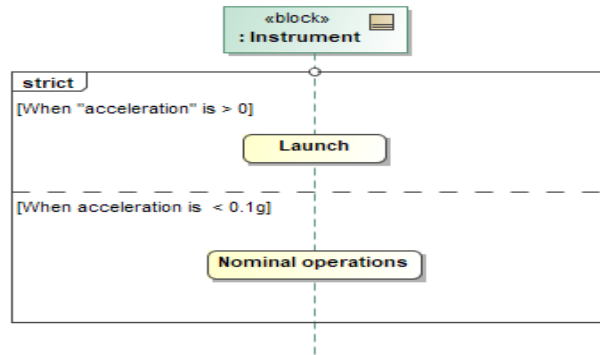 «block»
: Instrument
strict
[When "acceleration" is > 0]
Launch
[When acceleration is < 0.1g]
Nominal operations